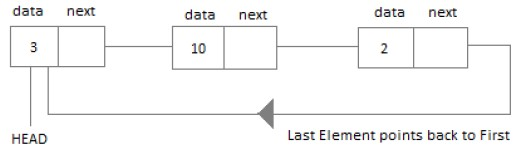 data next data next data next
3 10 2
HEAD Last Element points back to First